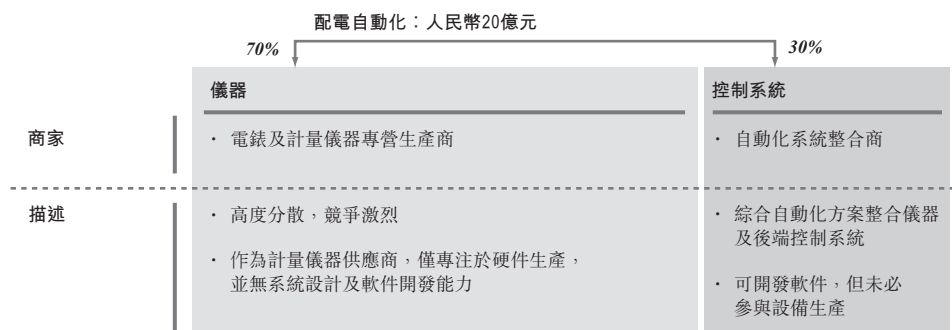 配電自動化：人民幣20億元
70%
30%
儀器
控制系統
商家
· 電錶及計量儀器專營生產商
· 自動化系統整合商
描述
· 高度分散，競爭激烈
· 作為計量儀器供應商，僅專注於硬件生產，
並無系統設計及軟件開發能力
· 綜合自動化方案整合儀器
及後端控制系統
· 可開發軟件，但未必
參與設備生產